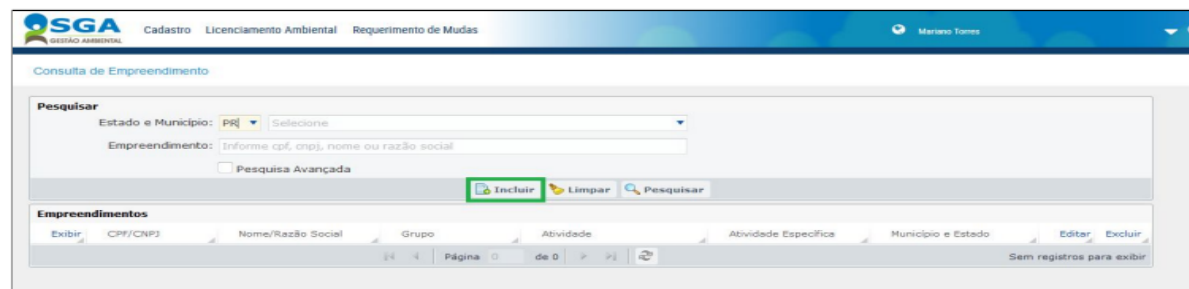 SGA
GESTÃO AMBIENTAL
Cadastro Licenciamento Ambiental Requerimento de Mudas
Mariano Torres
Consulta de Empreendimento
Pesquisar
Estado e Município: PR Selecione
Empreendimento: Informe cpf, cnpj, nome ou razão social
Pesquisa Avançada
Incluir Limpar Pesquisar
Empreendimentos
Exibir CPF/CNPJ Nome/Razão Social Grupo Atividade Atividade Específica Município e Estado Editar Excluir
Página 0 de 0 Sem registros para exibir